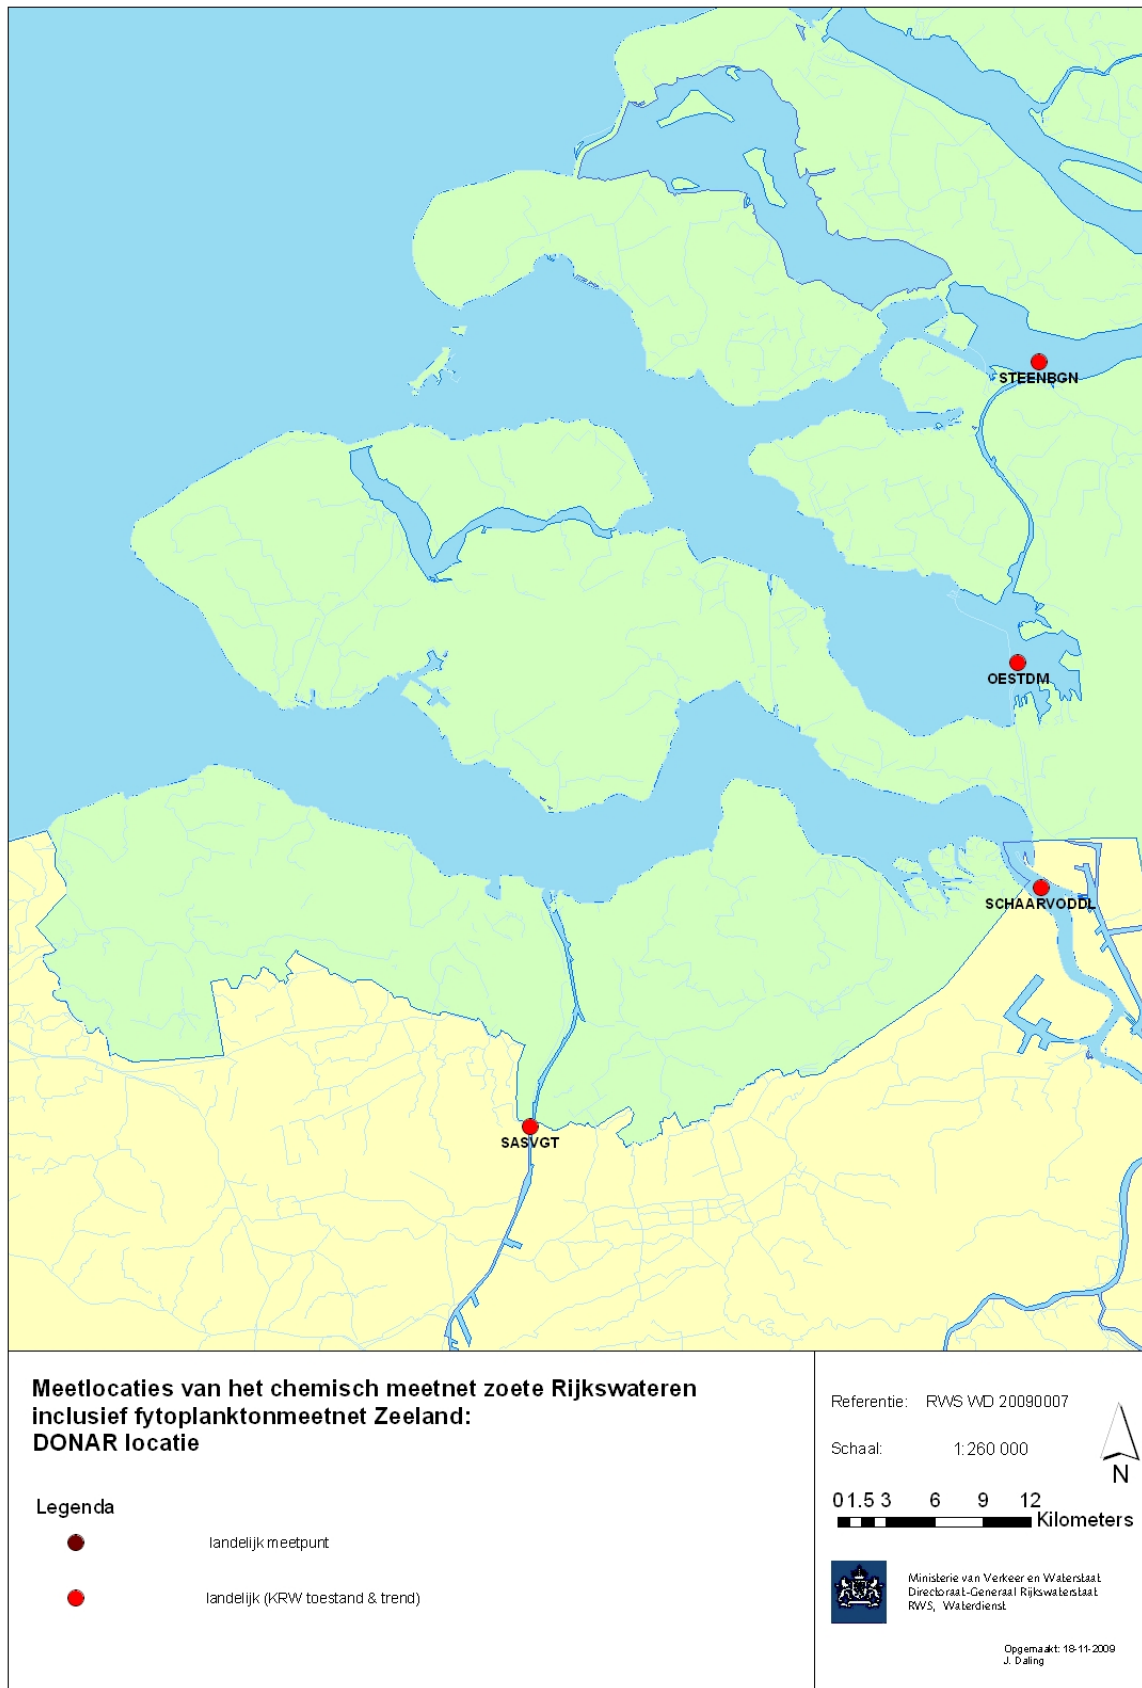 STEENBGN
OESTDM
SCHAARVODDL
SASVGT
Meetlocaties van het chemisch meetnet zoete Rijkswateren
inclusief fytoplanktonmeetnet Zeeland:
DONAR locatie
Legenda
landelijk meetpunt
landelijk (KRW toestand & trend)
Referentie: RWS WD 20090007
Schaal: 1:260 000
N
0 1.5 3 6 9 12
Kilometers
Ministerie van Verkeer en Waterstaat
Directoraat-Generaal Rijkswaterstaat
RWS, Waterdienst
Opgemaakt: 18-11-2009
J. Daling